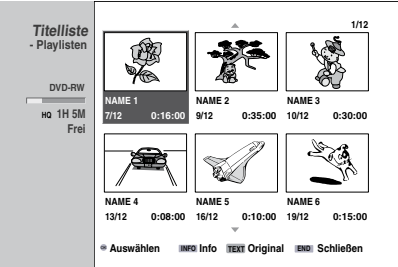 Titelliste
- Playlisten
DVD-RW
HQ 1H 5M
Frei
1/12
NAME 1
7/12 0:16:00
NAME 2
9/12 0:35:00
NAME 3
10/12 0:30:00
NAME 4
13/12 0:08:00
NAME 5
16/12 0:10:00
NAME 6
19/12 0:15:00
OK Auswählen INFO Info TEXT Original END Schließen